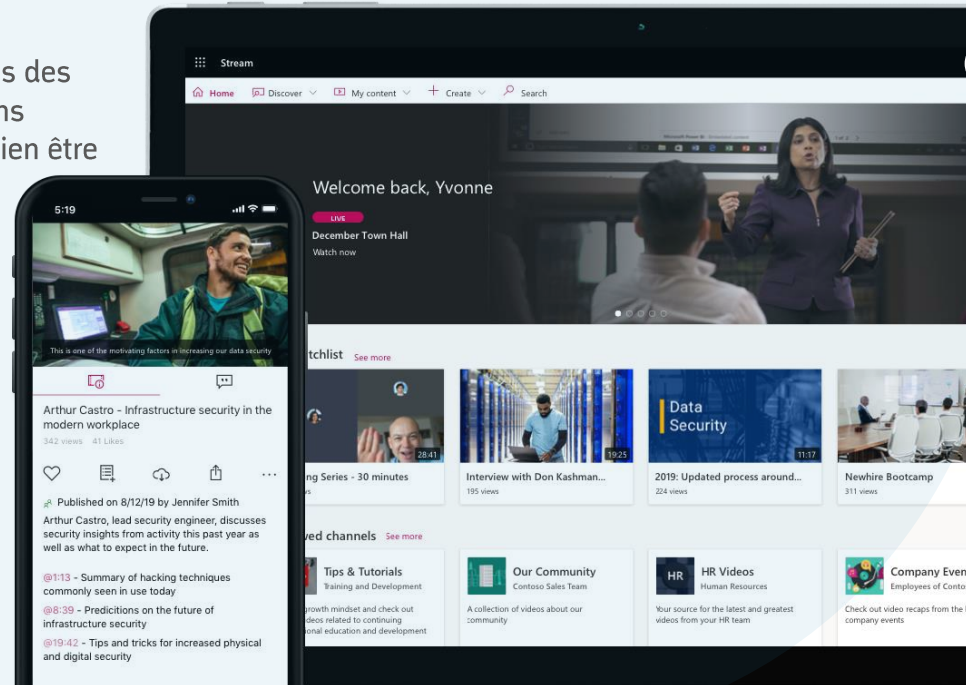 s des
ns
ien être
Stream
Home Discover My content Create Search
Welcome back, Yvonne
LIVE
December Town Hall
Watch now
tchlist See more
28:41
ng Series - 30 minutes
19:25
Interview with Don Kashman...
195 views
Data
Security
11:17
2019: Updated process around...
224 views
Newhire Bootcamp
311 views
ved channels See more
Tips & Tutorials
Training and Development
growth mindset and check out
deos related to continuing
ional education and development
Our Community
Contoso Sales Team
A collection of videos about our
community
HR
HR Videos
Human Resources
Your source for the latest and greatest
videos from your HR team
Company Even
Employees of Contos
Check out video recaps from the
company events
5:19
This is one of the motivating factors in increasing our data security
Arthur Castro - Infrastructure security in the
modern workplace
342 views 41 Likes
Published on 8/12/19 by Jennifer Smith
Arthur Castro, lead security engineer, discusses
security insights from activity this past year as
well as what to expect in the future.
@1:13 - Summary of hacking techniques
commonly seen in use today
@8:39 - Predicitions on the future of
infrastructure security
@19:42 - Tips and tricks for increased physical
and digital security